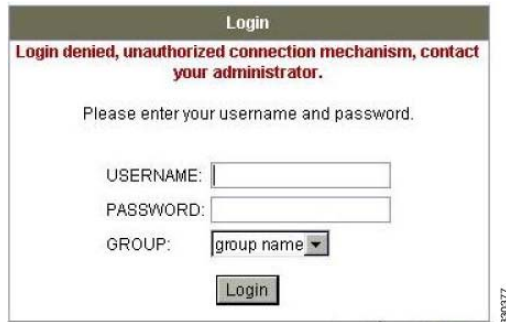 Login
Login denied, unauthorized connection mechanism, contact
your administrator.
Please enter your username and password.
USERNAME:
PASSWORD:
GROUP: group name
Login
330377